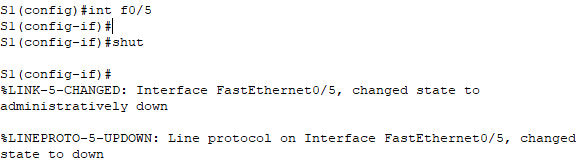 S1(config)#int f0/5
S1(config-if)#
S1(config-if)#shut
S1(config-if)#
%LINK-5-CHANGED: Interface FastEthernet0/5, changed state to
administratively down
%LINEPROTO-5-UPDOWN: Line protocol on Interface FastEthernet0/5, changed
state to down